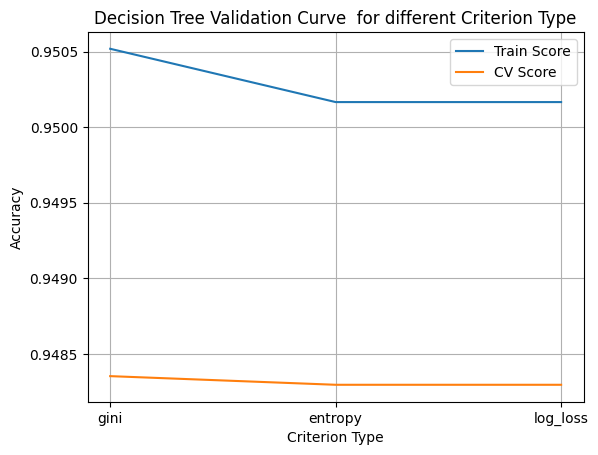 Decision Tree Validation Curve  for different Criterion Type
Train Score
CV Score
0.9505
0.9500
0.9495
0.9490
0.9485
Accuracy
gini
entropy
log_loss
Criterion Type